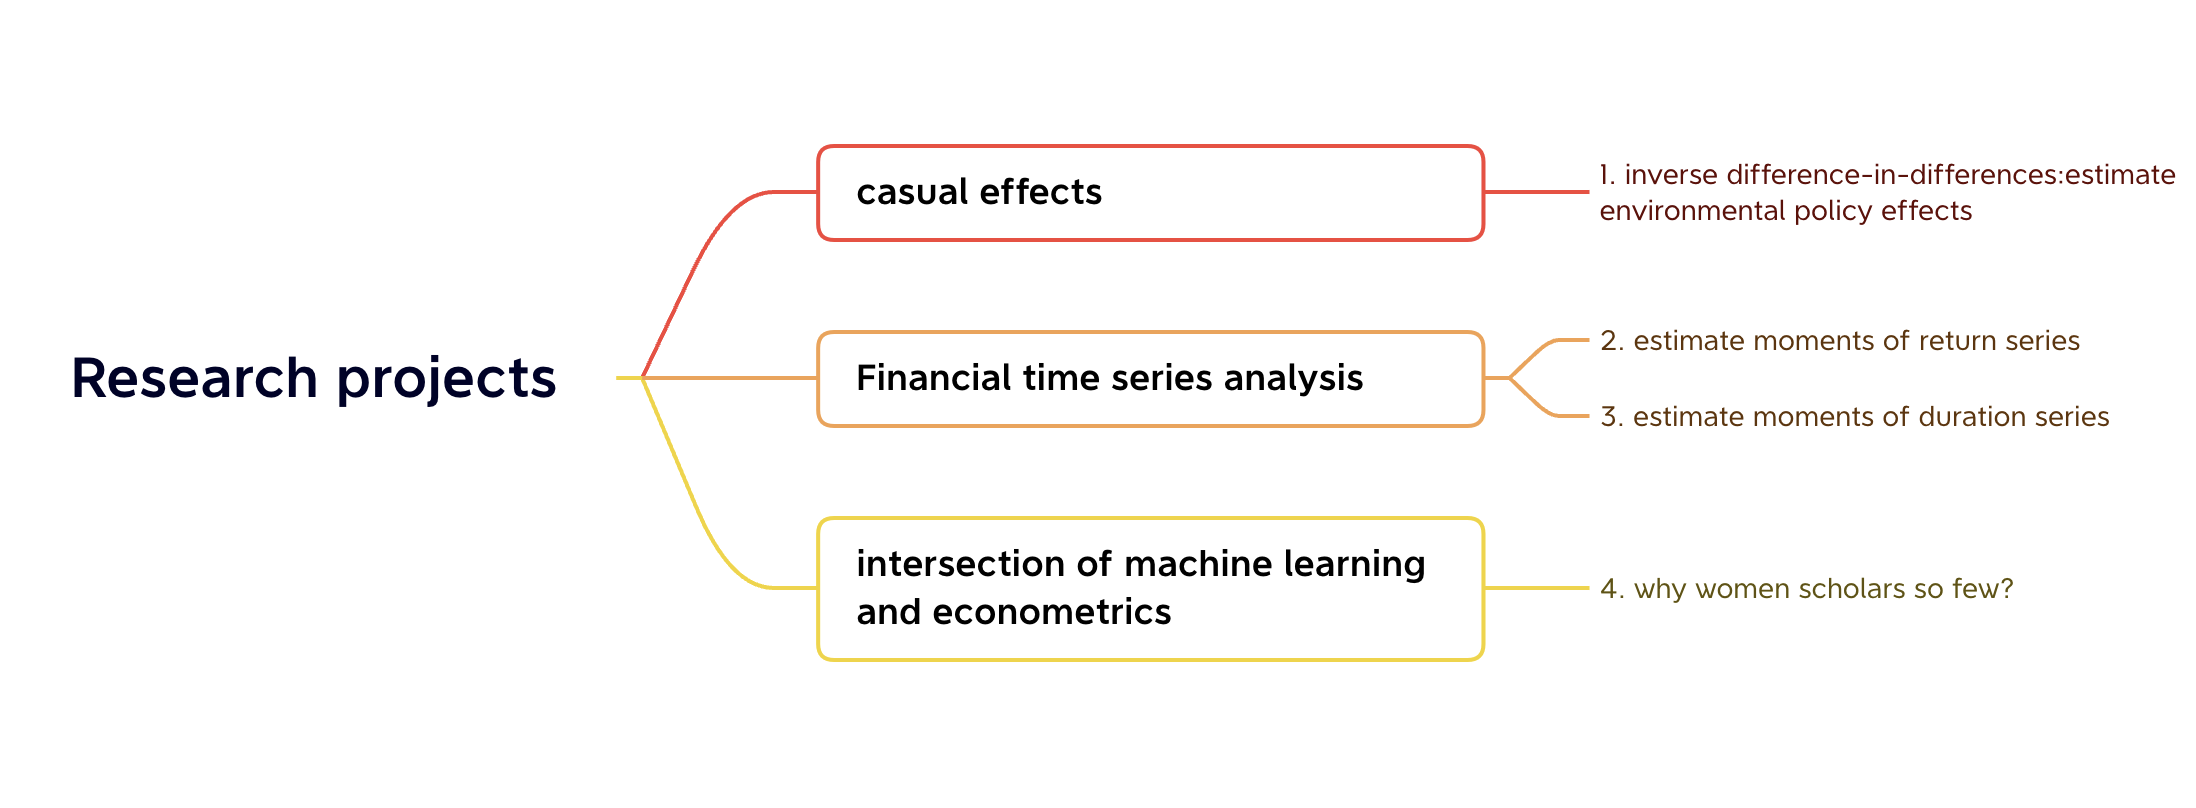 Research projects
casual effects
1. inverse difference-in-differences:estimate
environmental policy effects
Financial time series analysis
2. estimate moments of return series
3. estimate moments of duration series
intersection of machine learning
and econometrics
4. why women scholars so few?